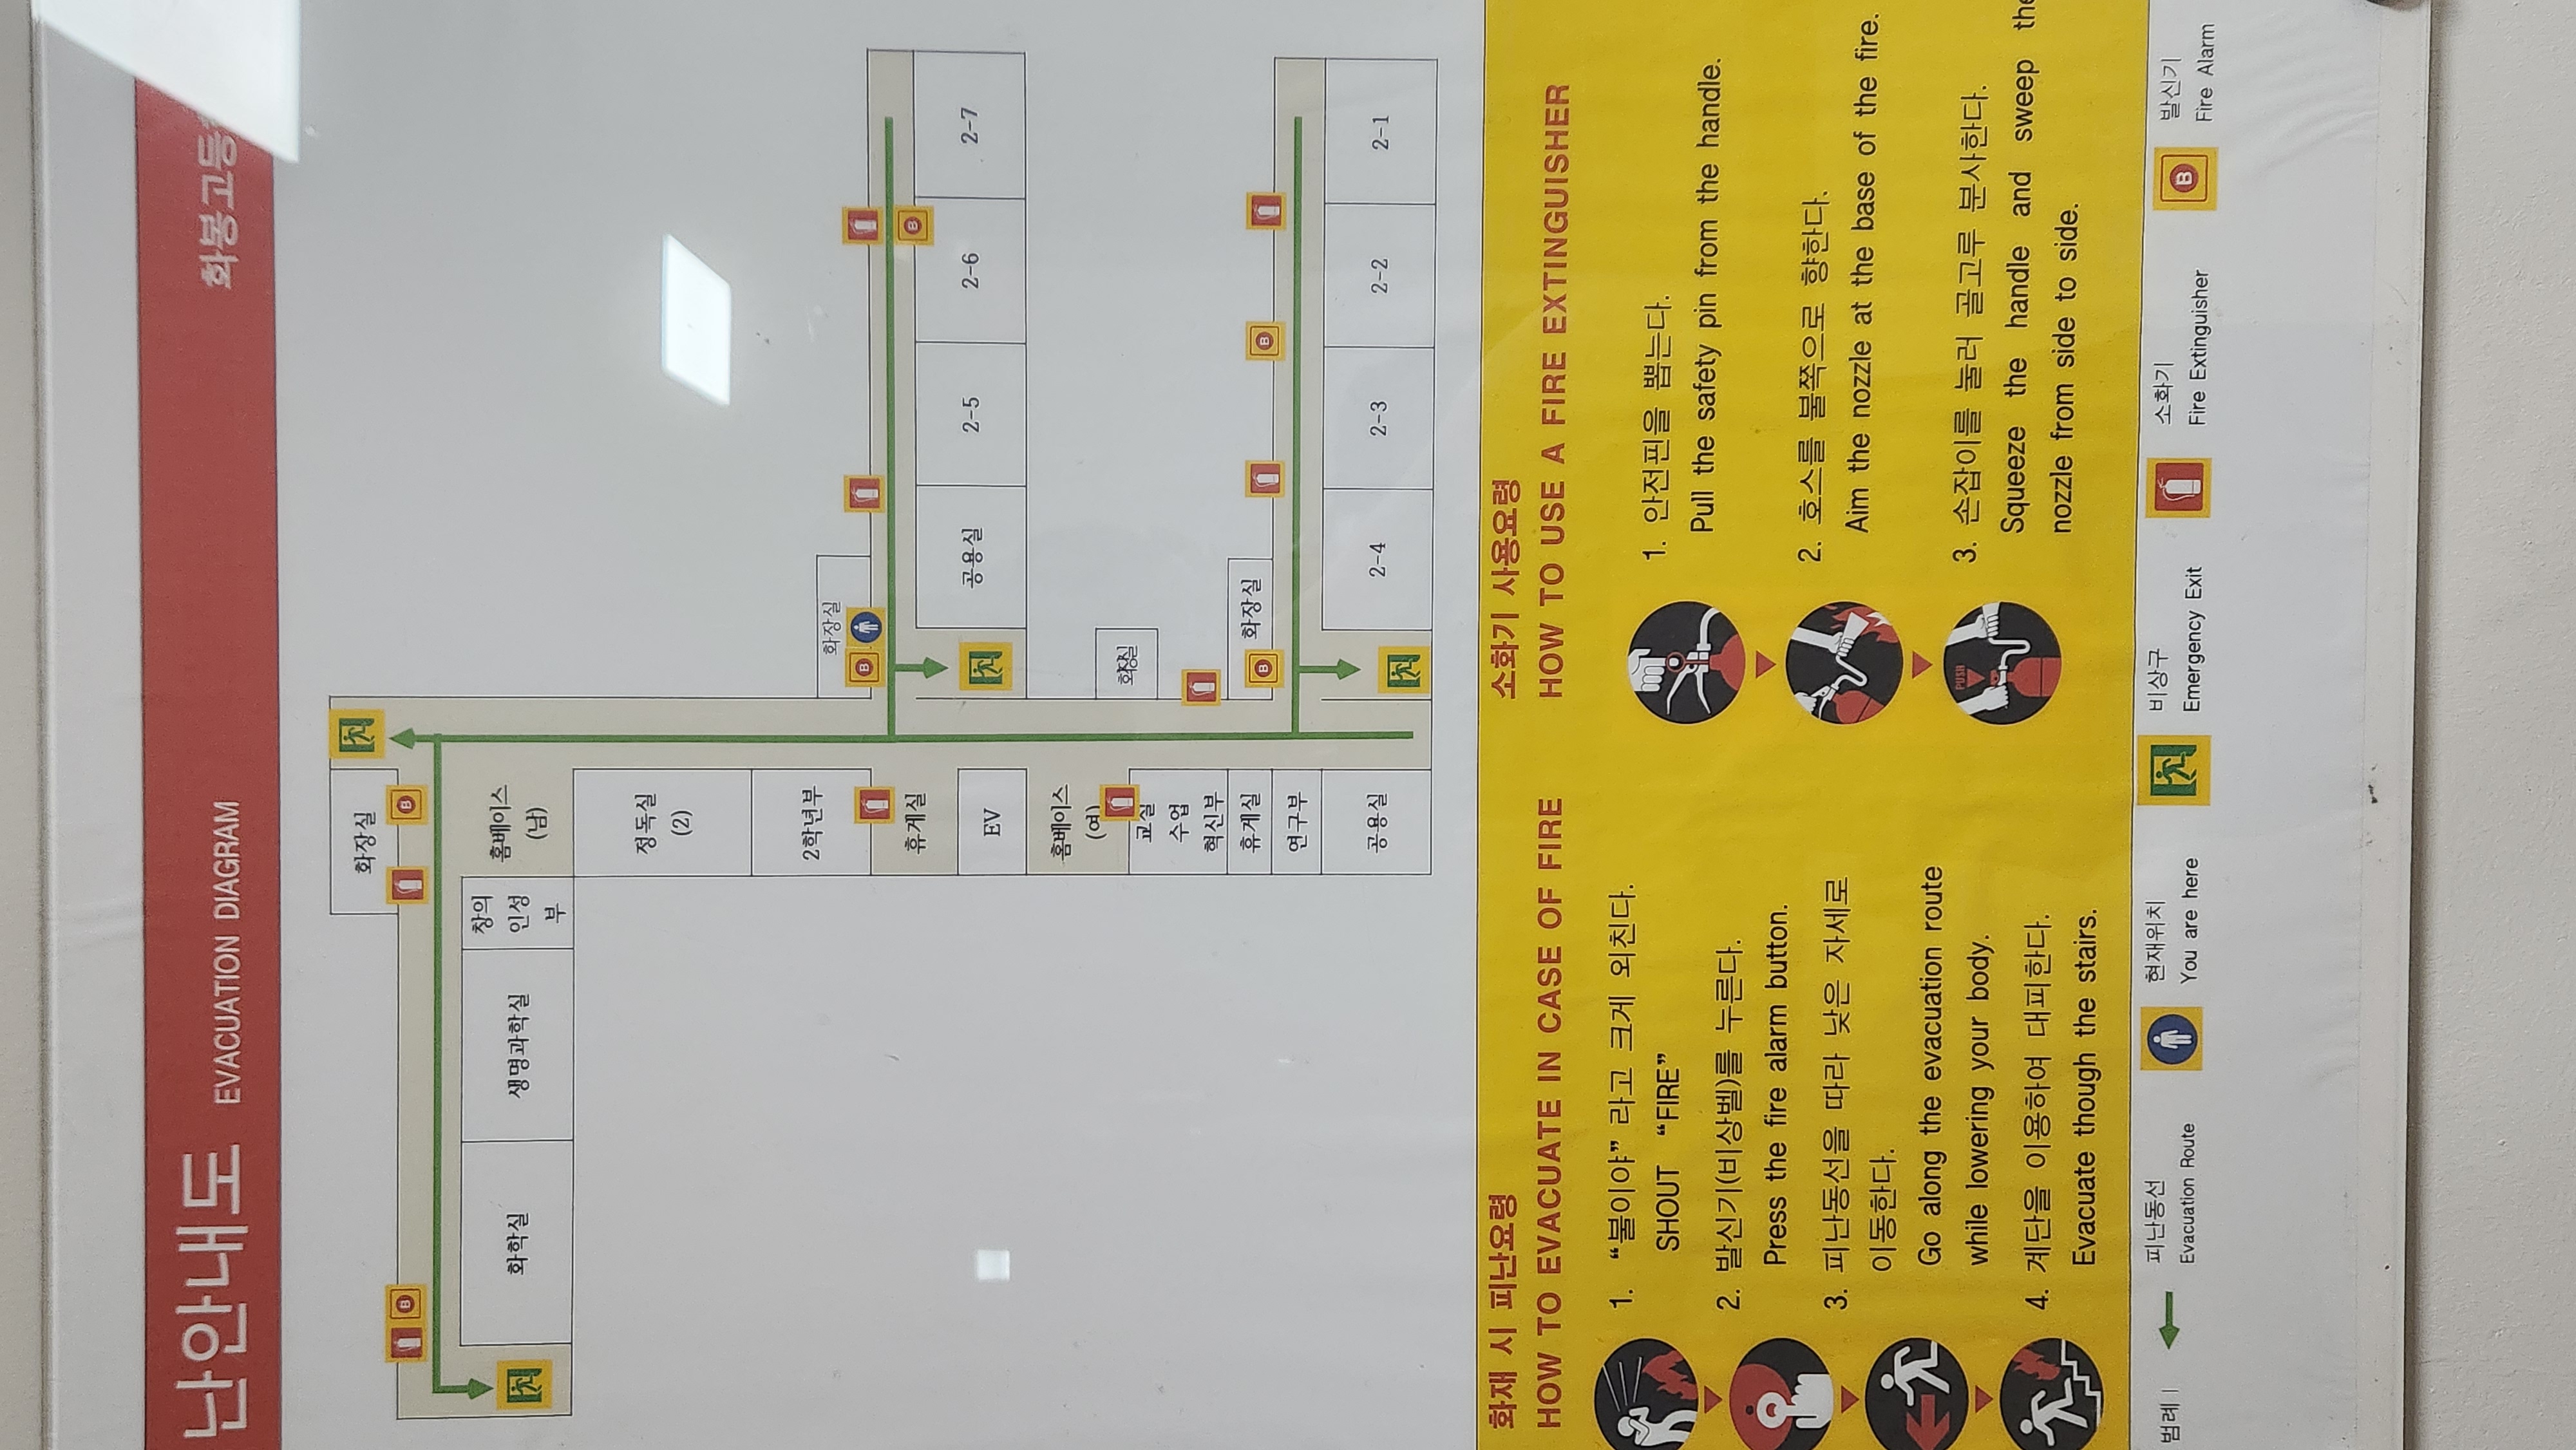 난안내도 EVACUATION DIAGRAM
화봉고등
화장실
B
B
화학실
생명과학실
창의
인성
부
홈베이스
(남)
정독실
(2)
2학년부
화장실
B
휴게실
B
공용실
2-5
2-6
2-7
EV
홈베이스
(여)
화장실
교실
수업
혁신부
휴게실
B
화장실
B
연구부
공용실
2-4
2-3
2-2
2-1
화재 시 피난요령
HOW TO EVACUATE IN CASE OF FIRE
1. “불이야” 라고 크게 외친다.
SHOUT “FIRE”
2. 발신기(비상벨)를 누른다.
Press the fire alarm button.
3. 피난동선을 따라 낮은 자세로
이동한다.
Go along the evacuation route
while lowering your body.
4. 계단을 이용하여 대피한다.
Evacuate though the stairs.
소화기 사용요령
HOW TO USE A FIRE EXTINGUISHER
1. 안전핀을 뽑는다.
Pull the safety pin from the handle.
2. 호스를 불쪽으로 향한다.
Aim the nozzle at the base of the fire.
PUSH
3. 손잡이를 눌러 골고루 분사한다.
Squeeze the handle and sweep the
nozzle from side to side.
범례 |
피난동선
Evacuation Route
현재위치
You are here
비상구
Emergency Exit
소화기
Fire Extinguisher
B
발신기
Fire Alarm